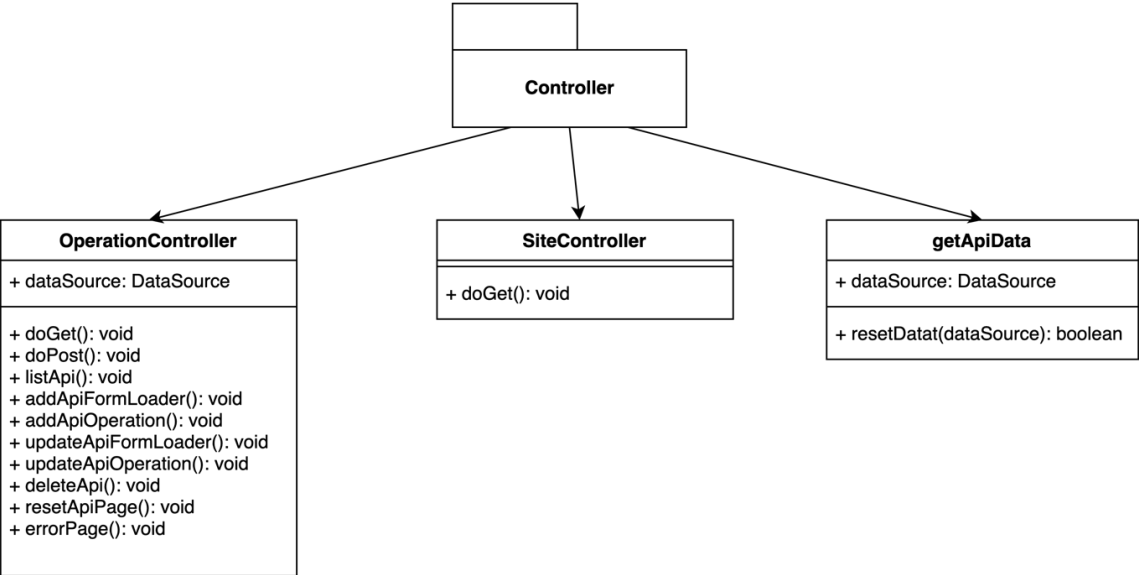 Controller
OperationController
+ dataSource: DataSource
+ doGet(): void
+ doPost(): void
+ listApi(): void
+ addApiFormLoader(): void
+ addApiOperation(): void
+ updateApiFormLoader(): void
+ updateApiOperation(): void
+ deleteApi(): void
+ resetApiPage(): void
+ errorPage(): void
SiteController
+ doGet(): void
getApiData
+ dataSource: DataSource
+ resetDatat(dataSource): boolean